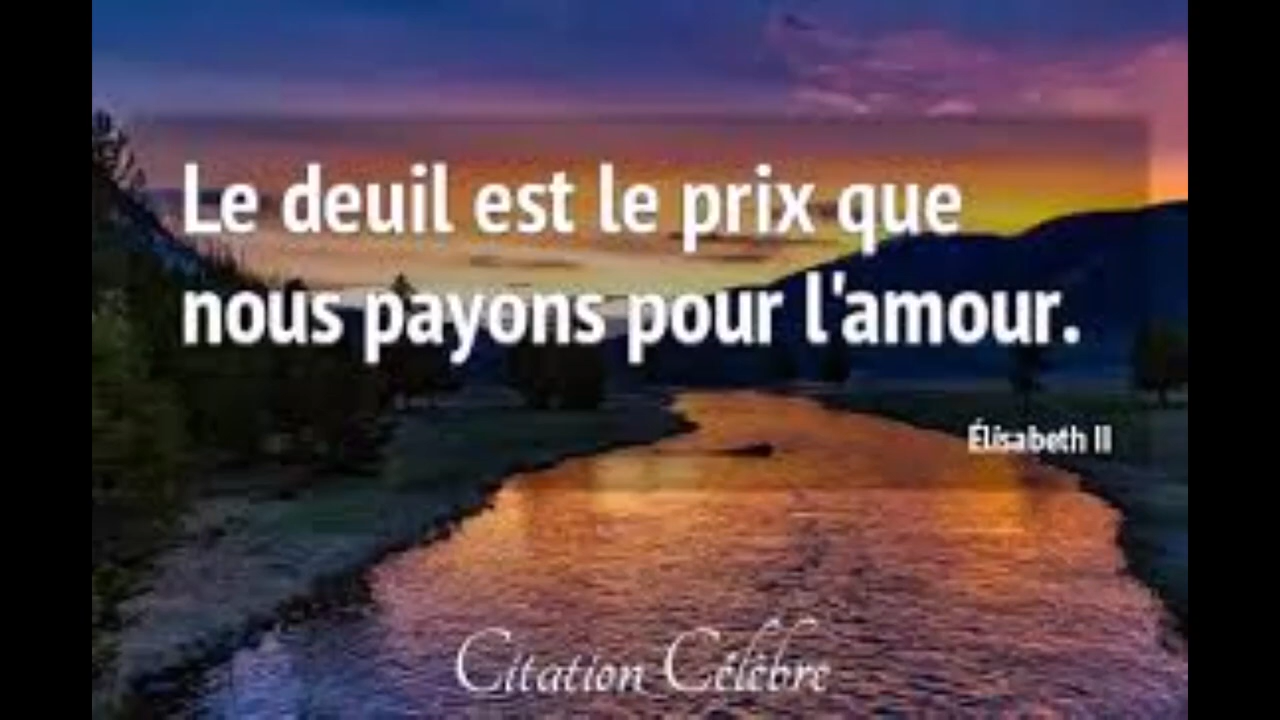 Le deuil est le prix que
nous payons pour l'amour.
Élisabeth II
Citation Célèbre